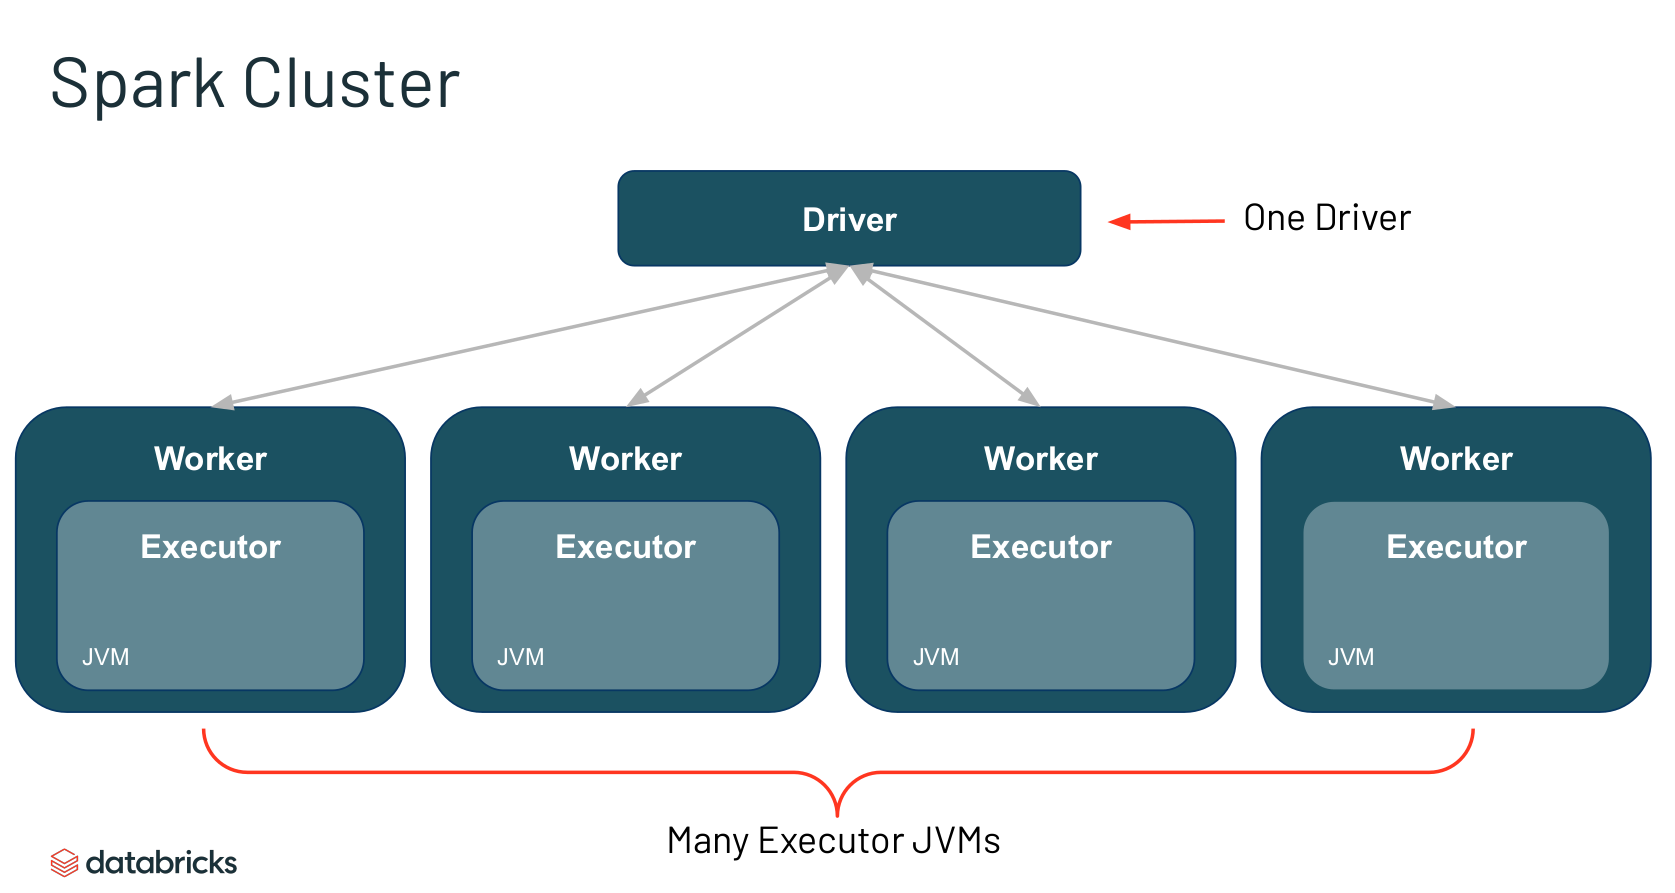 Spark Cluster
Driver
One Driver
Worker
Worker
Worker
Worker
Executor
Executor
Executor
Executor
JVM
JVM
JVM
JVM
Many Executor JVMs
databricks